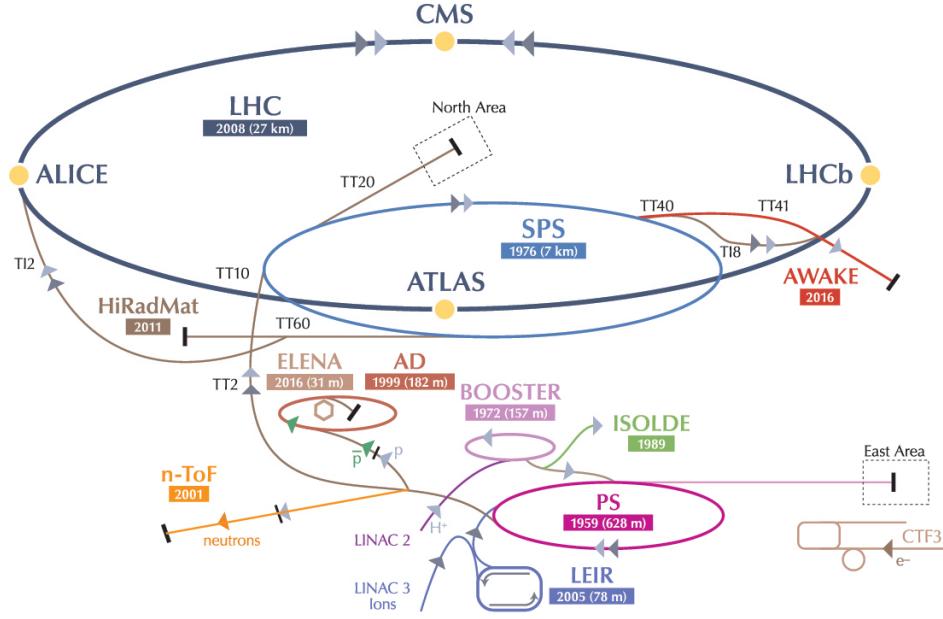 CMS
LHC
2008 (27 km)
North Area
ALICE
LHCb
TT20
TT40
TT41
SPS
1976 (7 km)
TI8
TI2
TT10
ATLAS
AWAKE
2016
HiRadMat
2011
TT60
ELENA
2016 (31 m)
AD
1999 (182 m)
TT2
BOOSTER
1972 (157 m)
ISOLDE
1989
p̅
p
East Area
n-ToF
2001
PS
1959 (628 m)
H⁺
neutrons
LINAC 2
CTF3
e–
LINAC 3
Ions
LEIR
2005 (78 m)